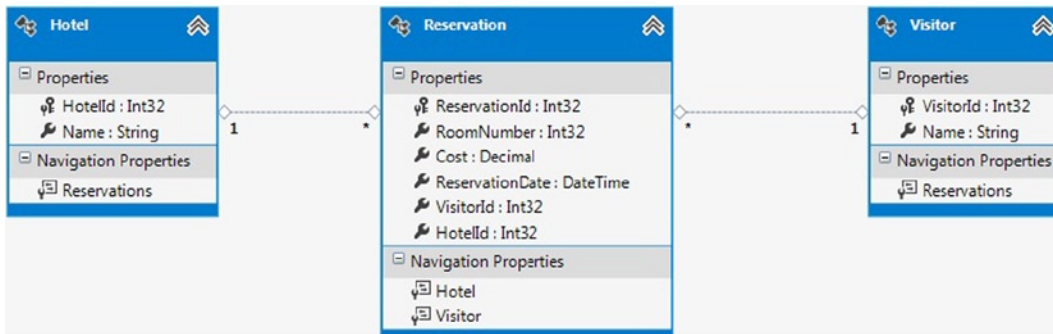 Hotel
Properties
HotelId : Int32
Name : String
Navigation Properties
Reservations
1
*
Reservation
Properties
ReservationId : Int32
RoomNumber : Int32
Cost : Decimal
ReservationDate : DateTime
VisitorId : Int32
HotelId : Int32
Navigation Properties
Hotel
Visitor
*
1
Visitor
Properties
VisitorId : Int32
Name : String
Navigation Properties
Reservations